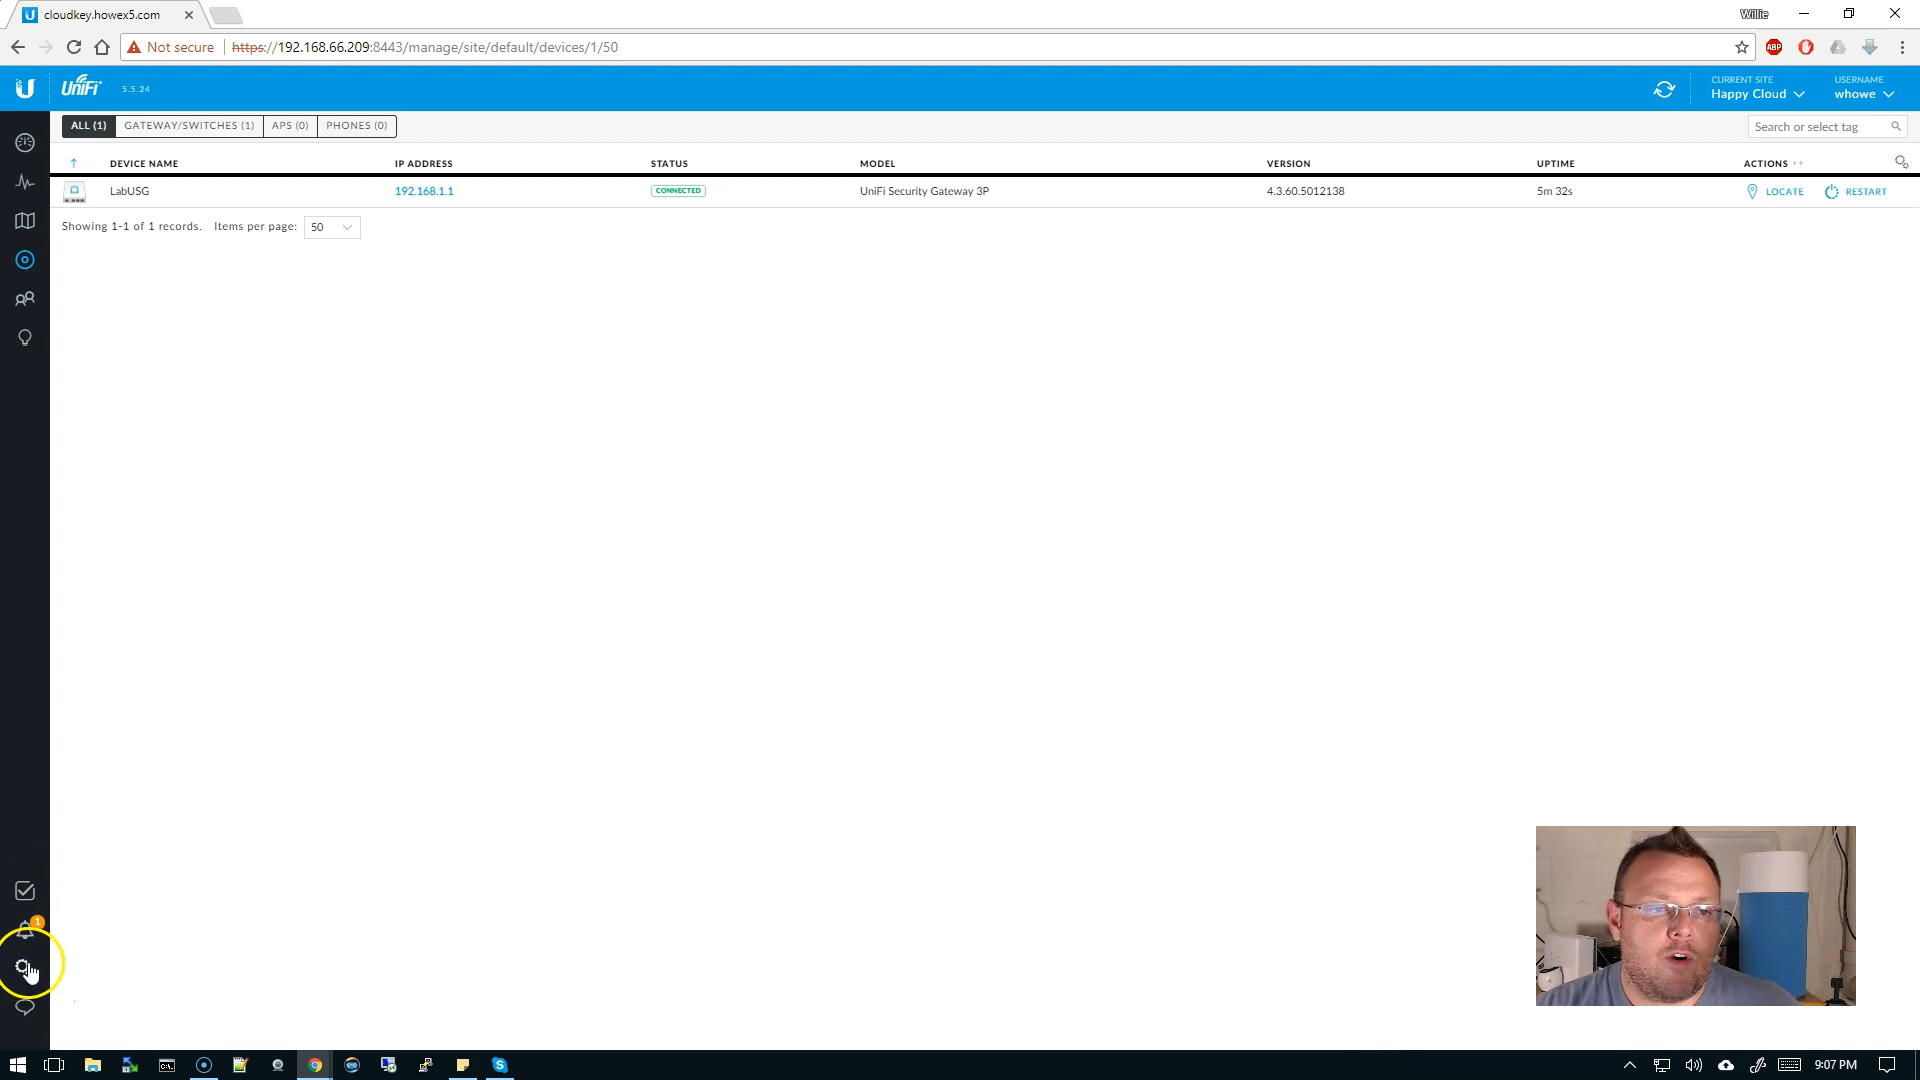 cloudkey.howex5.com
Willie
Not secure
https://192.168.66.209:8443/manage/site/default/devices/1/50
ABP
U UniFi 5.5.24
CURRENT SITE
Happy Cloud
USERNAME
whowe
ALL (1) GATEWAY/SWITCHES (1) APS (0) PHONES (0)
Search or select tag
DEVICE NAME IP ADDRESS STATUS MODEL VERSION UPTIME ACTIONS
LabUSG 192.168.1.1 CONNECTED UniFi Security Gateway 3P 4.3.60.5012138 5m 32s LOCATE RESTART
Showing 1-1 of 1 records. Items per page: 50
1
9:07 PM